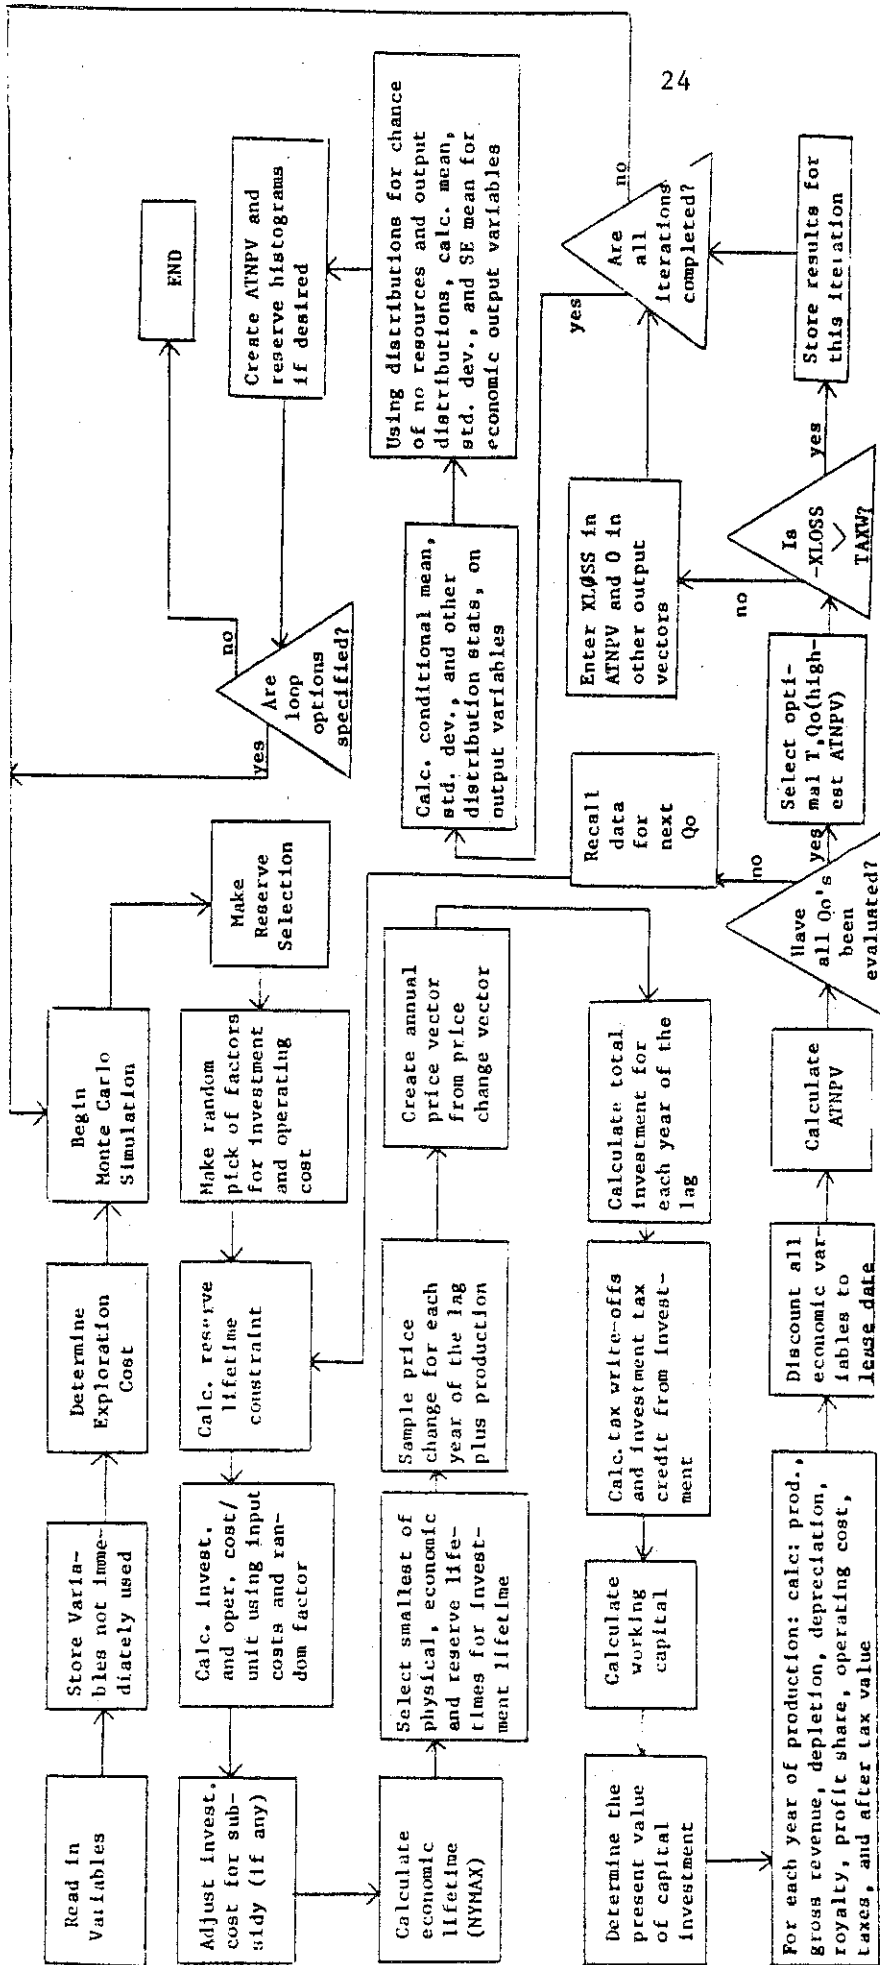 24
Read in
Variables
Store Varia-
bles not imme-
diately used
Determine
Exploration
Cost
Begin
Monte Carlo
Simulation
Make
Reserve
Selection
Make random
pick of factors
for investment
and operating
cost
Calc. reserve
lifetime
constraint
Calc. invest.
and oper. cost/
unit using input
costs and ran-
dom factor
Adjust invest.
cost for sub-
sidy (if any)
Calculate
economic
lifetime
(NYMAX)
Select smallest of
physical, economic
and reserve life-
times for invest-
ment lifetime
Sample price
change for each
year of the lag
plus production
Create annual
price vector
from price
change vector
Calculate total
investment for
each year of the
lag
Calc. tax write-offs
and investment tax
credit from invest-
ment
Calculate
working
capital
Determine the
present value
of capital
investment
For each year of production: calc: prod.,
gross revenue, depletion, depreciation,
royalty, profit share, operating cost,
taxes, and after tax value
Discount all
economic var-
iables to
lease date
Calculate
ATNPV
Have
all Qo's
been
evaluated?
no
Recall
data
for
next
Qo
yes
Select opti-
mal T,Qo(high-
est ATNPV)
Is
-XLOSS
>
TAXW?
no
Enter XLØSS in
ATNPV and 0 in
other output
vectors
yes
Store results for
this iteration
Are
all
iterations
completed?
no
yes
Calc. conditional mean,
std. dev., and other
distribution stats, on
output variables
Using distributions for chance
of no resources and output
distributions, calc. mean,
std. dev., and SE mean for
economic output variables
Create ATNPV and
reserve histograms
if desired
Are
loop
options
specified?
yes
no
END